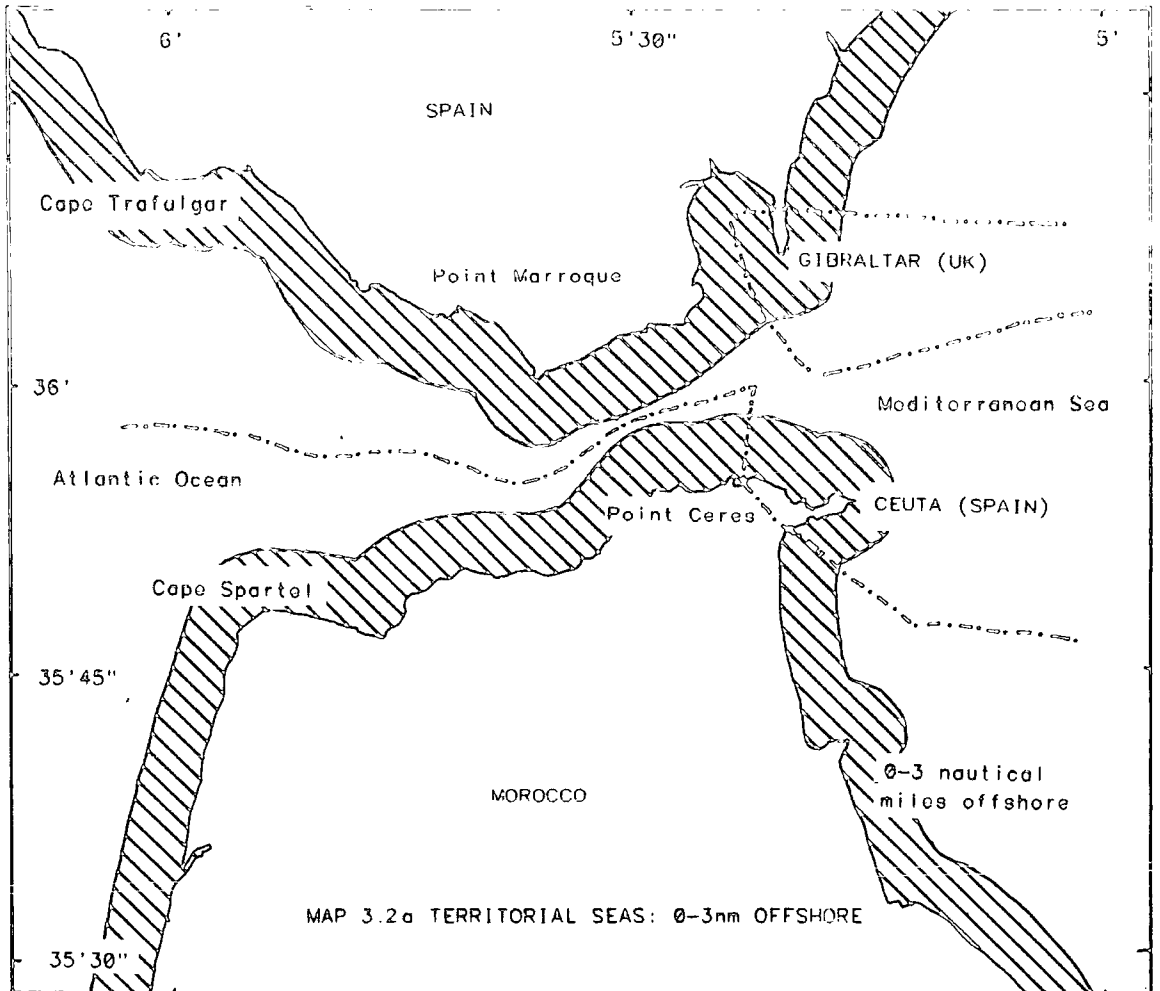 6'
5'30"
5'
SPAIN
Cape Trafalgar
Point Marroque
GIBRALTAR (UK)
36'
Mediterranean Sea
Atlantic Ocean
Point Ceres
CEUTA (SPAIN)
Cape Spartel
35'45"
0-3 nautical
miles offshore
MOROCCO
MAP 3.2a TERRITORIAL SEAS: 0-3nm OFFSHORE
35'30"